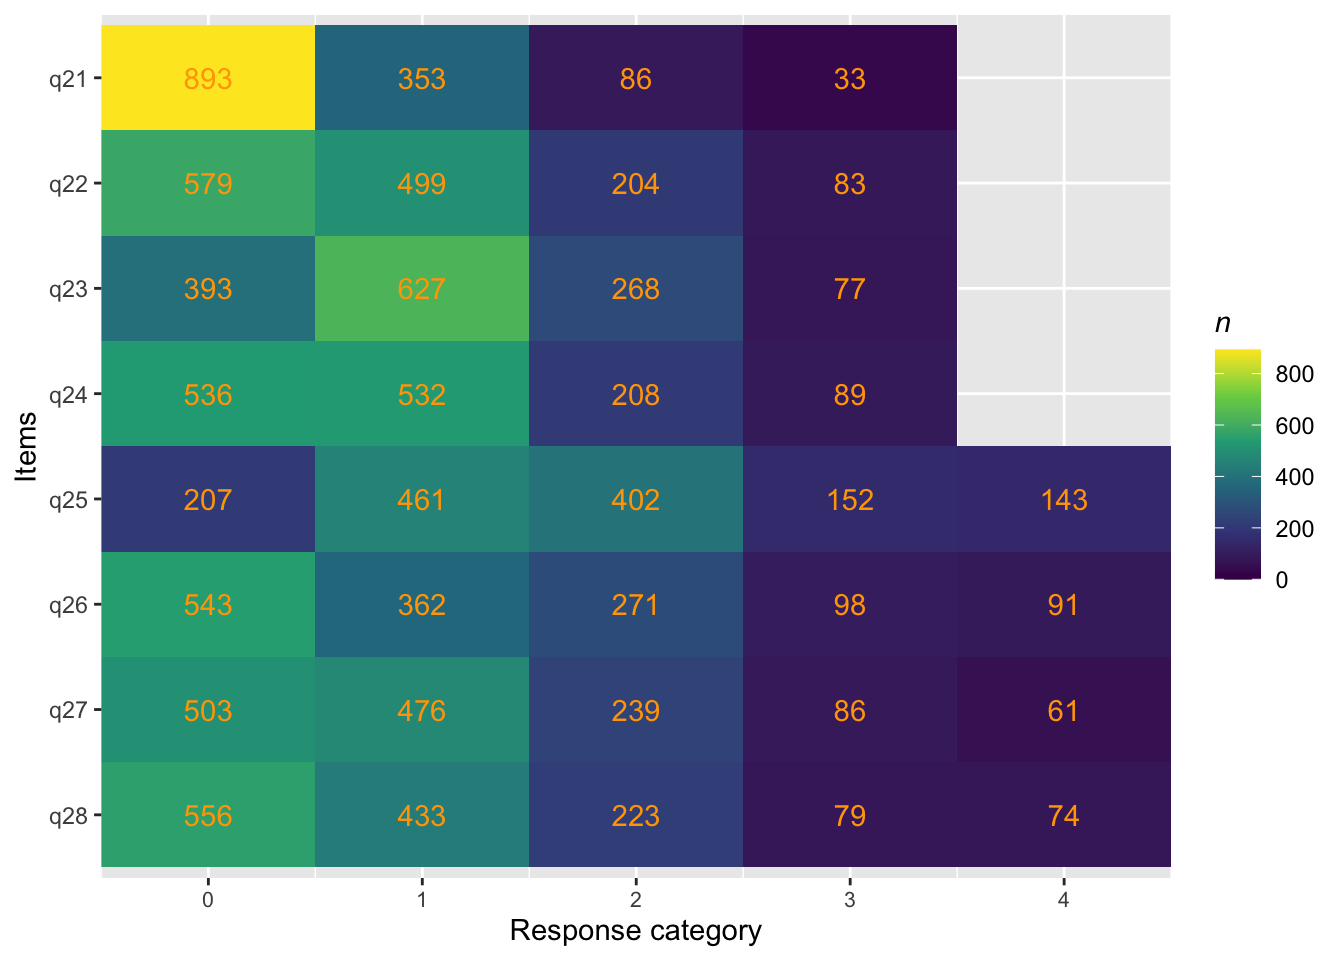 q21 893 353 86 33
q22 579 499 204 83
q23 393 627 268 77
q24 536 532 208 89
q25 207 461 402 152 143
q26 543 362 271 98 91
q27 503 476 239 86 61
q28 556 433 223 79 74
0 1 2 3 4
Response category
Items
n
800
600
400
200
0